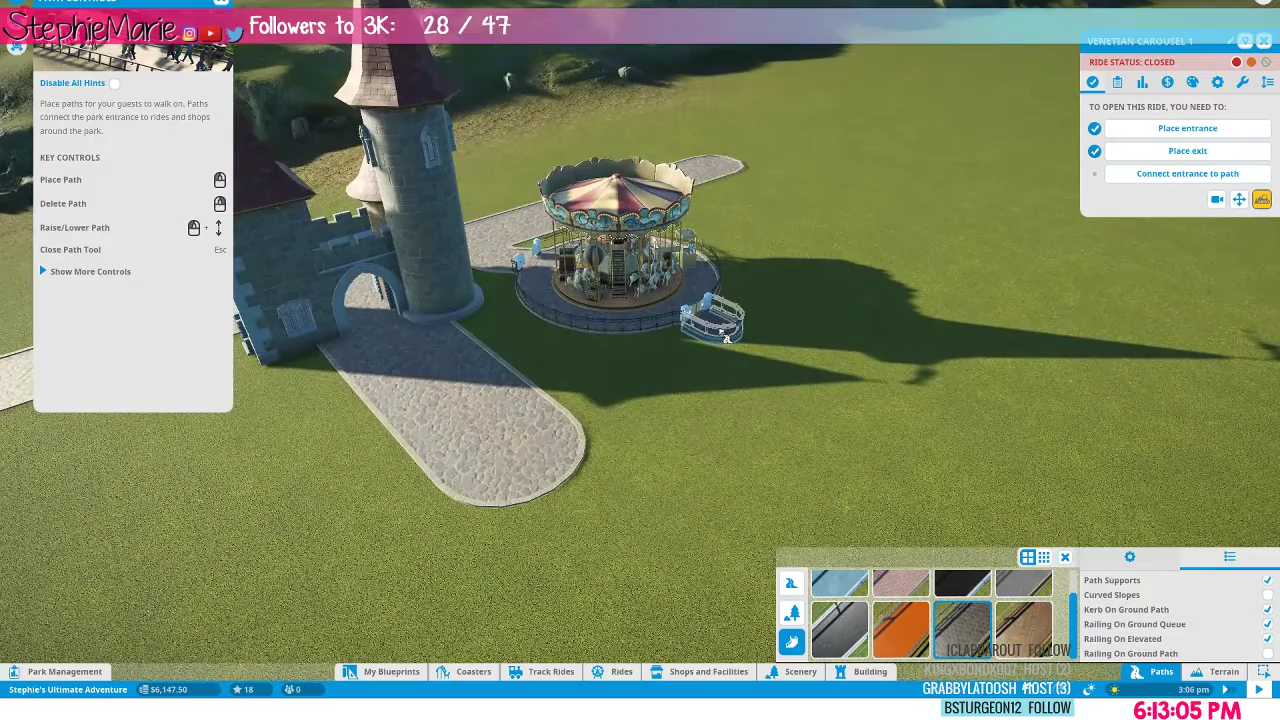 StephieMarie
Followers to 3K: 28 / 47
Disable All Hints
Place paths for your guests to walk on. Paths
connect the park entrance to rides and shops
around the park.
KEY CONTROLS
Place Path
Delete Path
Raise/Lower Path
+
Close Path Tool Esc
Show More Controls
VENETIAN CAROUSEL 1
RIDE STATUS: CLOSED
TO OPEN THIS RIDE, YOU NEED TO:
Place entrance
Place exit
Connect entrance to path
Path Supports
Curved Slopes
Kerb On Ground Path
Railing On Ground Queue
Railing On Elevated
Railing On Ground Path
Park Management
My Blueprints
Coasters
Track Rides
Rides
Shops and Facilities
Scenery
Building
Paths
Terrain
Stephie's Ultimate Adventure
$6,147.50
18
0
GRABBYLATOOSH HOST (3)
BSTURGEON12 FOLLOW
3:06 pm
6:13:05 PM